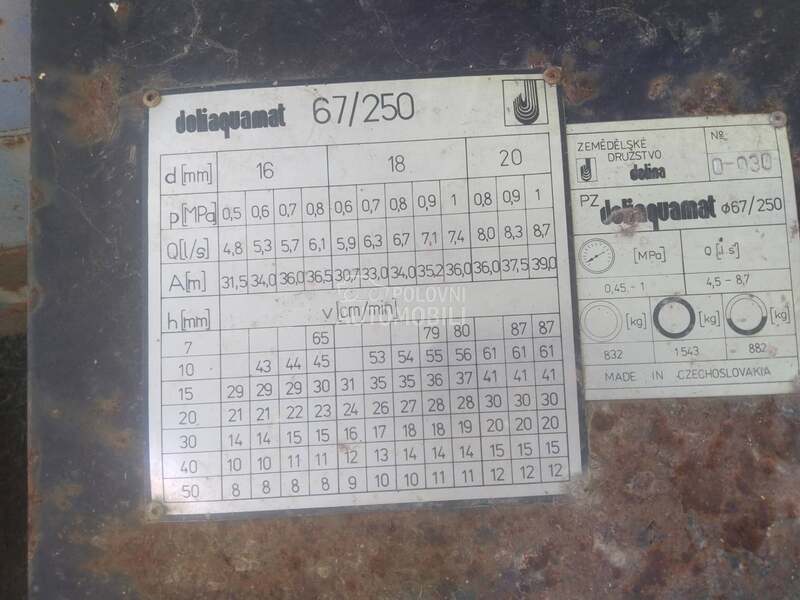 doliaquamat 67/250
d [mm] 16 18 20
p [MPa] 0,5 0,6 0,7 0,8 0,6 0,7 0,8 0,9 1 0,8 0,9 1
Q [l/s] 4,8 5,3 5,7 6,1 5,9 6,3 6,7 7,1 7,4 8,0 8,3 8,7
A [m] 31,5 34,0 36,0 36,5 30,7 33,0 34,0 35,2 36,0 36,0 37,5 39,0
h [mm] v [cm/min]
7 65 79 80 87 87
10 43 44 45 53 54 55 56 61 61 61
15 29 29 29 30 31 35 35 36 37 41 41 41
20 21 21 22 23 24 26 27 28 28 30 30 30
30 14 14 15 15 16 17 18 18 19 20 20 20
40 10 10 11 11 12 13 14 14 14 15 15 15
50 8 8 8 8 9 10 10 11 11 12 12 12
POLOVNI
AUTOMOBILI
ZEMĚDĚLSKÉ
DRUŽSTVO
dolina
№ 0-030
PZ doliaquamat ⌀67/250
[MPa] Q [l.s¹]
0,45 - 1 4,5 - 8,7
[kg] [kg] [kg]
832 1543 882
MADE IN CZECHOSLOVAKIA